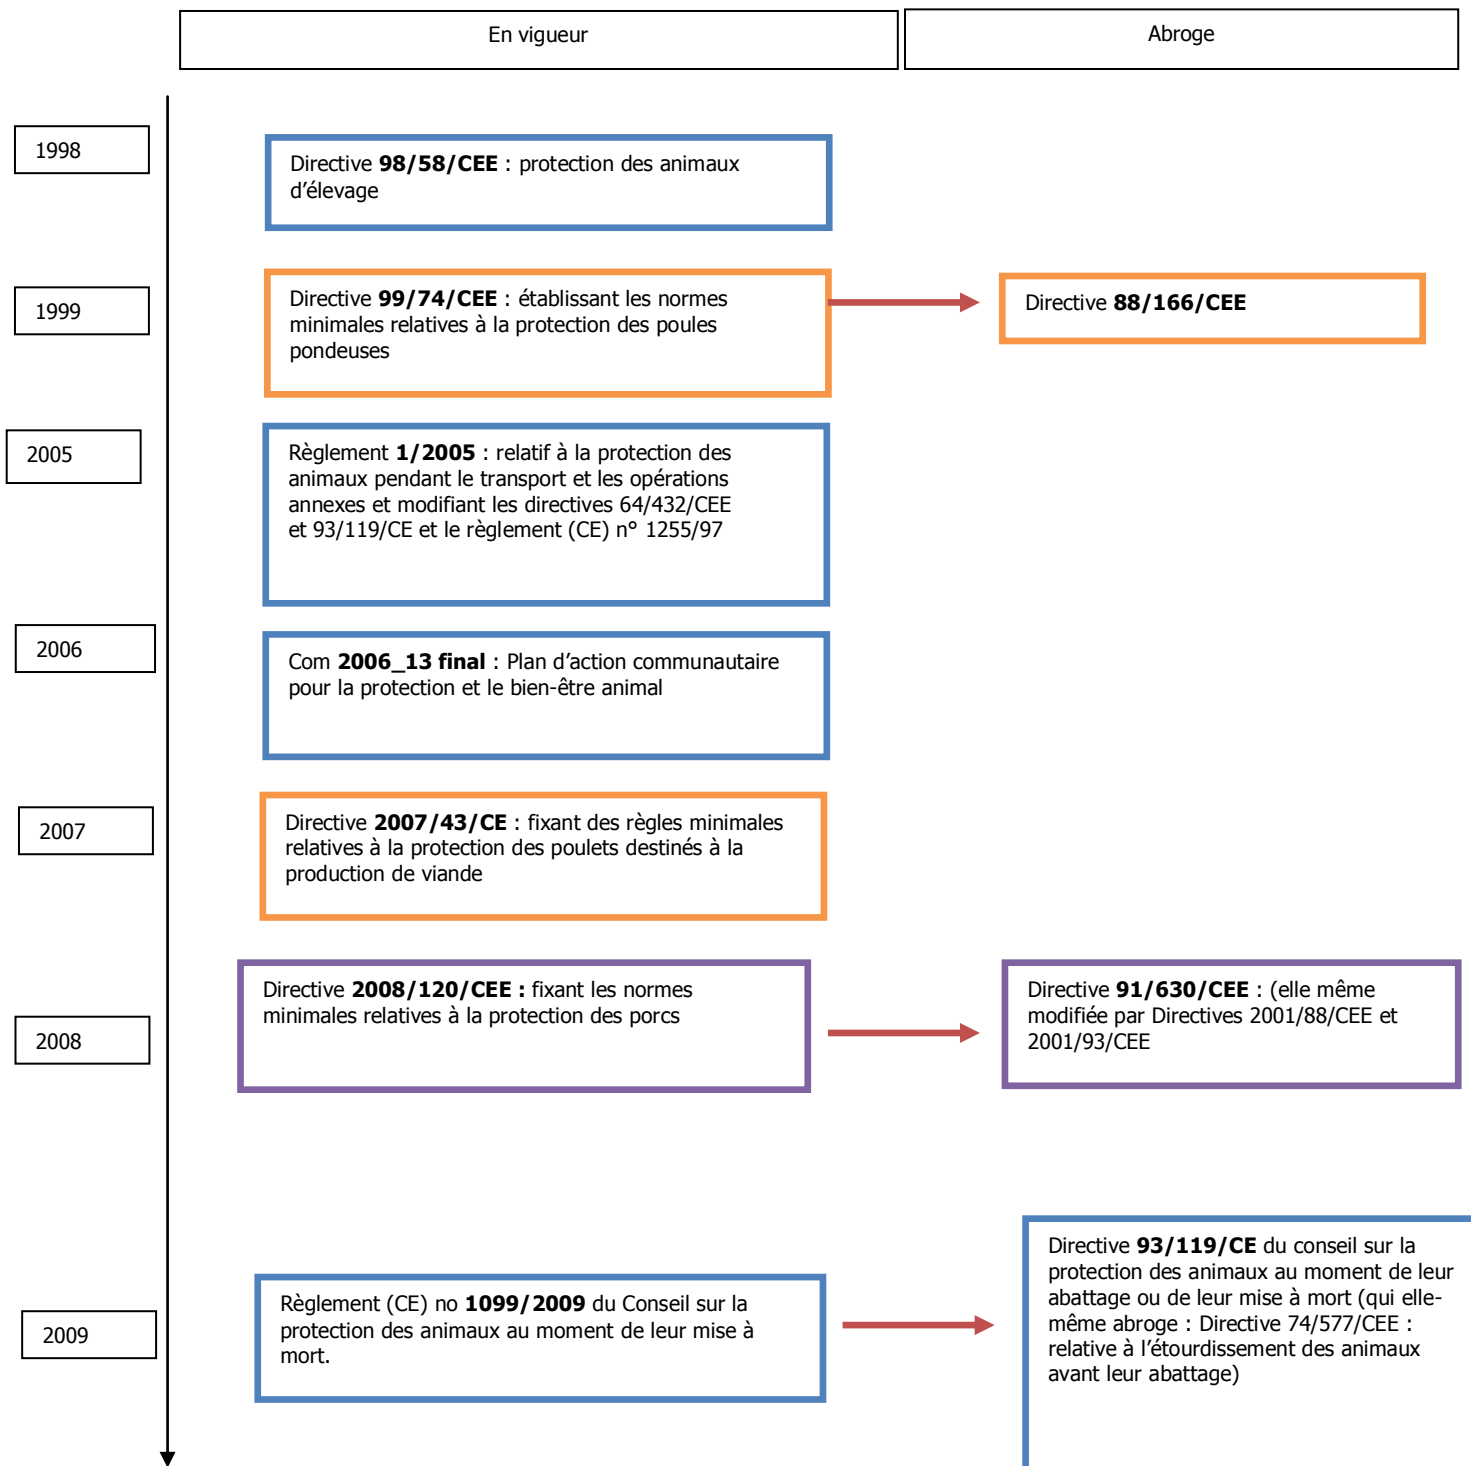 En vigueur
Abroge
1998
Directive 98/58/CEE : protection des animaux
d’élevage
1999
Directive 99/74/CEE : établissant les normes
minimales relatives à la protection des poules
pondeuses
Directive 88/166/CEE
2005
Règlement 1/2005 : relatif à la protection des
animaux pendant le transport et les opérations
annexes et modifiant les directives 64/432/CEE
et 93/119/CE et le règlement (CE) n° 1255/97
2006
Com 2006_13 final : Plan d’action communautaire
pour la protection et le bien-être animal
2007
Directive 2007/43/CE : fixant des règles minimales
relatives à la protection des poulets destinés à la
production de viande
2008
Directive 2008/120/CEE : fixant les normes
minimales relatives à la protection des porcs
Directive 91/630/CEE : (elle même
modifiée par Directives 2001/88/CEE et
2001/93/CEE
2009
Règlement (CE) no 1099/2009 du Conseil sur la
protection des animaux au moment de leur mise à
mort.
Directive 93/119/CE du conseil sur la
protection des animaux au moment de leur
abattage ou de leur mise à mort (qui elle-
même abroge : Directive 74/577/CEE :
relative à l’étourdissement des animaux
avant leur abattage)